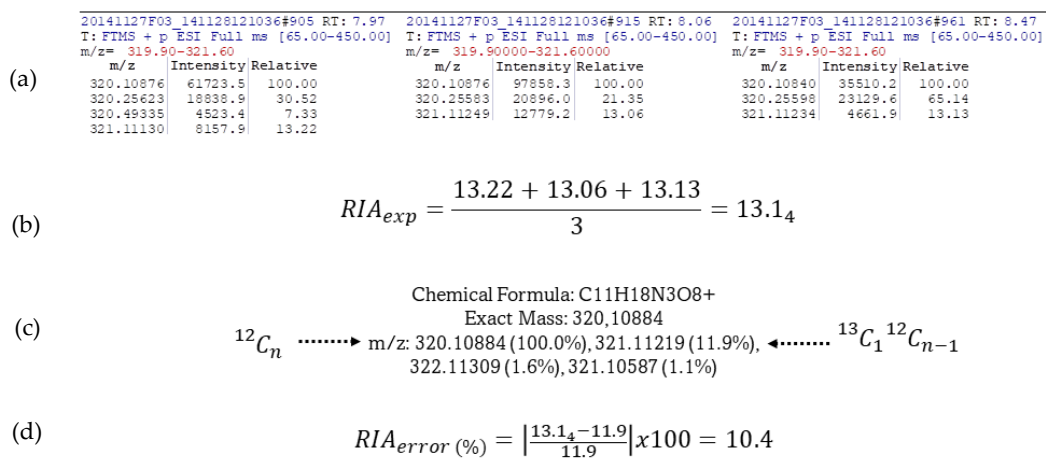 (a)
20141127F03_141128121036#905 RT: 7.97
T: FTMS + p ESI Full ms [65.00-450.00]
m/z= 319.90-321.60
m/z Intensity Relative
320.10876 61723.5 100.00
320.25623 18838.9 30.52
320.49335 4523.4 7.33
321.11130 8157.9 13.22
20141127F03_141128121036#915 RT: 8.06
T: FTMS + p ESI Full ms [65.00-450.00]
m/z= 319.90000-321.60000
m/z Intensity Relative
320.10876 97858.3 100.00
320.25583 20896.0 21.35
321.11249 12779.2 13.06
20141127F03_141128121036#961 RT: 8.47
T: FTMS + p ESI Full ms [65.00-450.00]
m/z= 319.90-321.60
m/z Intensity Relative
320.10840 35510.2 100.00
320.25598 23129.6 65.14
321.11234 4661.9 13.13
(b)
RIA_exp = (13.22 + 13.06 + 13.13)/3 = 13.1₄
(c)
Chemical Formula: C11H18N3O8+
Exact Mass: 320,10884
¹²Cₙ m/z: 320.10884 (100.0%), 321.11219 (11.9%), ¹³C₁ ¹²Cₙ₋₁
322.11309 (1.6%), 321.10587 (1.1%)
(d)
RIA_error (%) = |(13.1₄−11.9)/11.9|x100 = 10.4